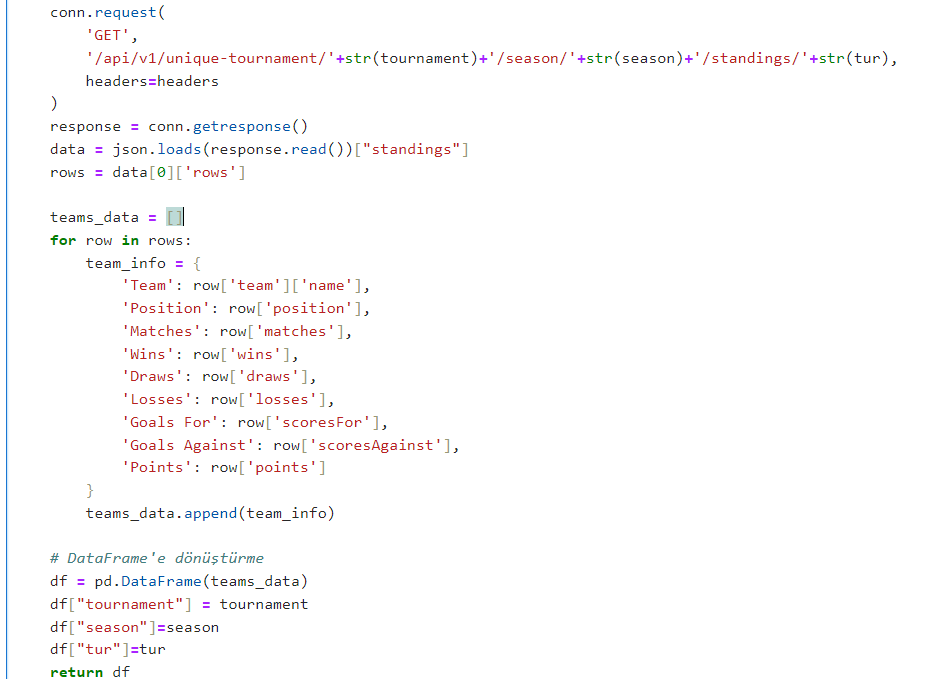 conn.request(
    'GET',
    '/api/v1/unique-tournament/'+str(tournament)+'/season/'+str(season)+'/standings/'+str(tur),
    headers=headers
)
response = conn.getresponse()
data = json.loads(response.read())["standings"]
rows = data[0]['rows']

teams_data = []
for row in rows:
    team_info = {
        'Team': row['team']['name'],
        'Position': row['position'],
        'Matches': row['matches'],
        'Wins': row['wins'],
        'Draws': row['draws'],
        'Losses': row['losses'],
        'Goals For': row['scoresFor'],
        'Goals Against': row['scoresAgainst'],
        'Points': row['points']
    }
    teams_data.append(team_info)

# DataFrame'e dönüştürme
df = pd.DataFrame(teams_data)
df["tournament"] = tournament
df["season"]=season
df["tur"]=tur
return df